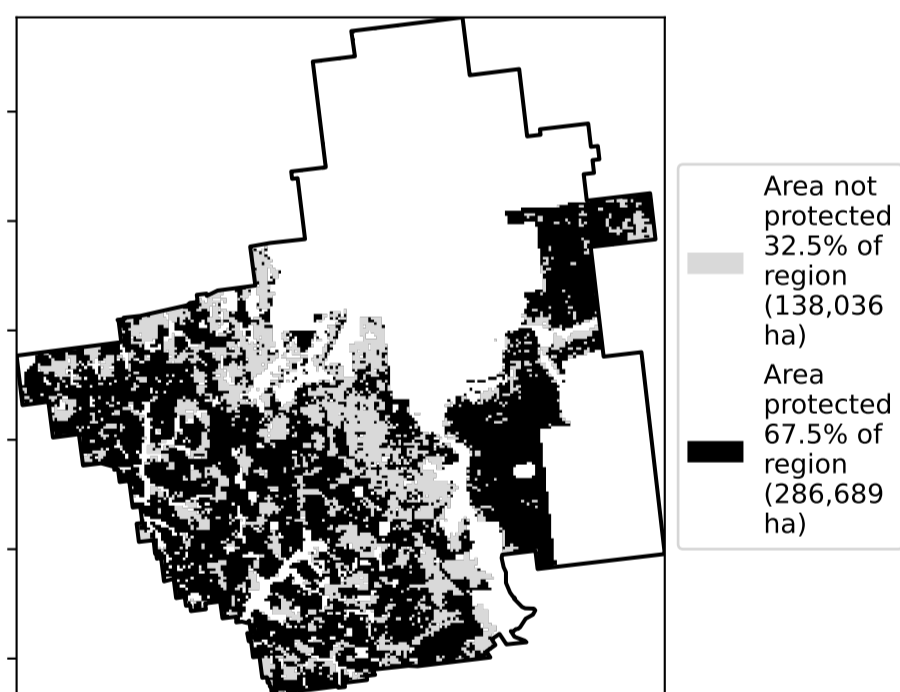 Area not
protected
32.5% of
region
(138,036
ha)
Area
protected
67.5% of
region
(286,689
ha)